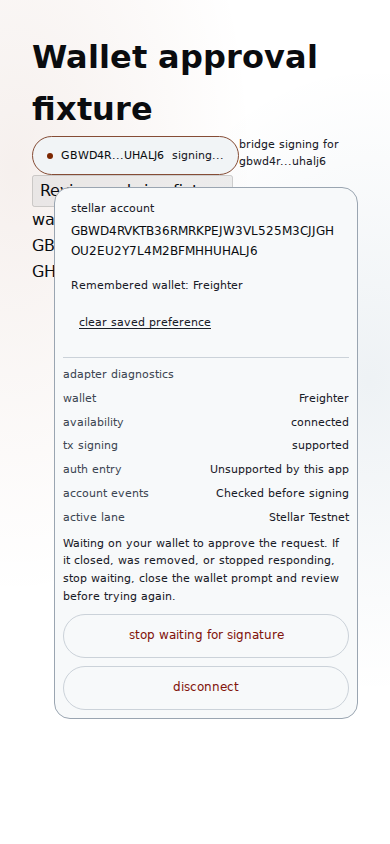 Wallet approval
fixture
GBWD4R...UHALJ6 signing...
bridge signing for
gbwd4r...uhalj6
wa
GB
GH
stellar account
GBWD4RVKTB36RMRKPEJW3VL525M3CJJGH
OU2EU2Y7L4M2BFMHHUHALJ6
Remembered wallet: Freighter
clear saved preference
adapter diagnostics
wallet Freighter
availability connected
tx signing supported
auth entry Unsupported by this app
account events Checked before signing
active lane Stellar Testnet
Waiting on your wallet to approve the request. If
it closed, was removed, or stopped responding,
stop waiting, close the wallet prompt and review
before trying again.
stop waiting for signature
disconnect